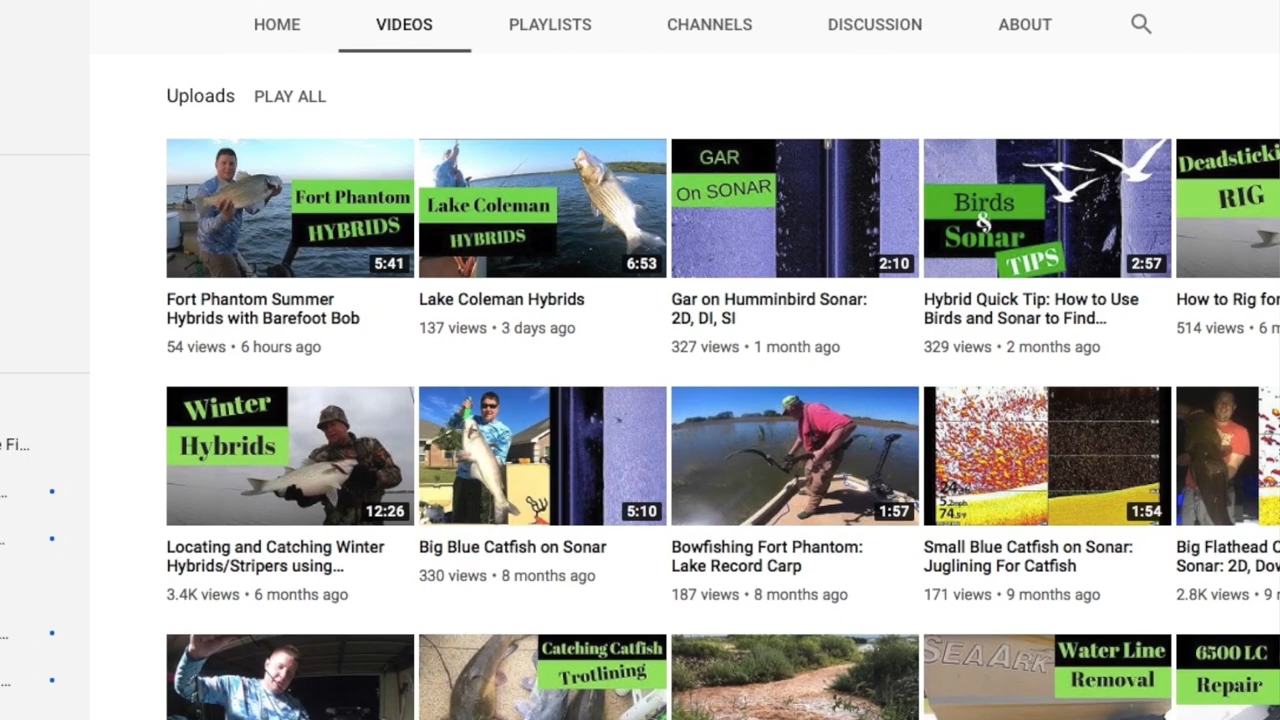 HOME VIDEOS PLAYLISTS CHANNELS DISCUSSION ABOUT
Uploads PLAY ALL
Fort Phantom
HYBRIDS
5:41
Lake Coleman
HYBRIDS
6:53
GAR
On SONAR
2:10
Birds
&
Sonar
TIPS
2:57
RIG
Fort Phantom Summer
Hybrids with Barefoot Bob
54 views • 6 hours ago
Lake Coleman Hybrids
137 views • 3 days ago
Gar on Humminbird Sonar:
2D, DI, SI
327 views • 1 month ago
Hybrid Quick Tip: How to Use
Birds and Sonar to Find...
329 views • 2 months ago
How to Rig for
514 views • 6 m
e Fi...
Winter
Hybrids
12:26
5:10
1:57
74.5
1:54
Locating and Catching Winter
Hybrids/Stripers using...
3.4K views • 6 months ago
Big Blue Catfish on Sonar
330 views • 8 months ago
Bowfishing Fort Phantom:
Lake Record Carp
187 views • 8 months ago
Small Blue Catfish on Sonar:
Juglining For Catfish
171 views • 9 months ago
Big Flathead C
Sonar: 2D, Dow
2.8K views • 9 m
Catching Catfish
Trotlining
SEAARK
Water Line
Removal
6500 LC
Repair